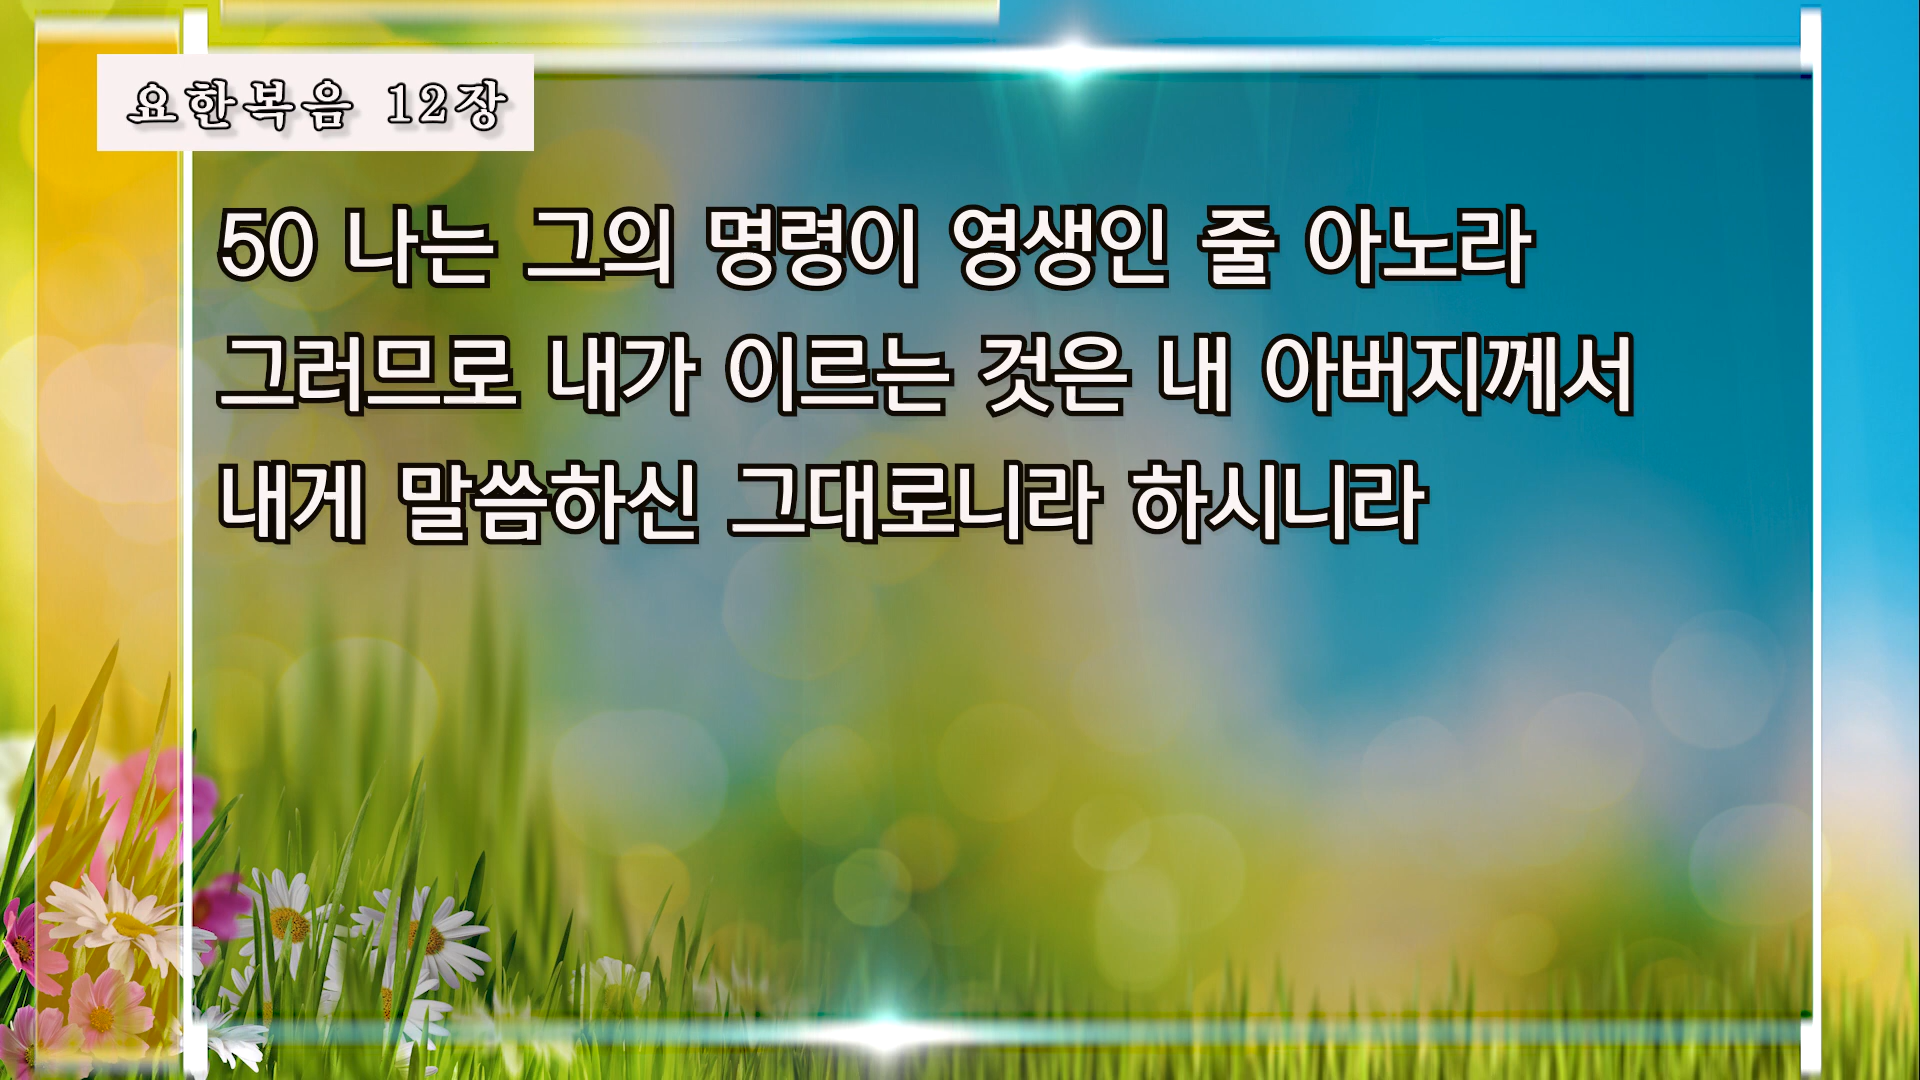 요한복음 12장
50 나는 그의 명령이 영생인 줄 아노라
그러므로 내가 이르는 것은 내 아버지께서
내게 말씀하신 그대로니라 하시니라